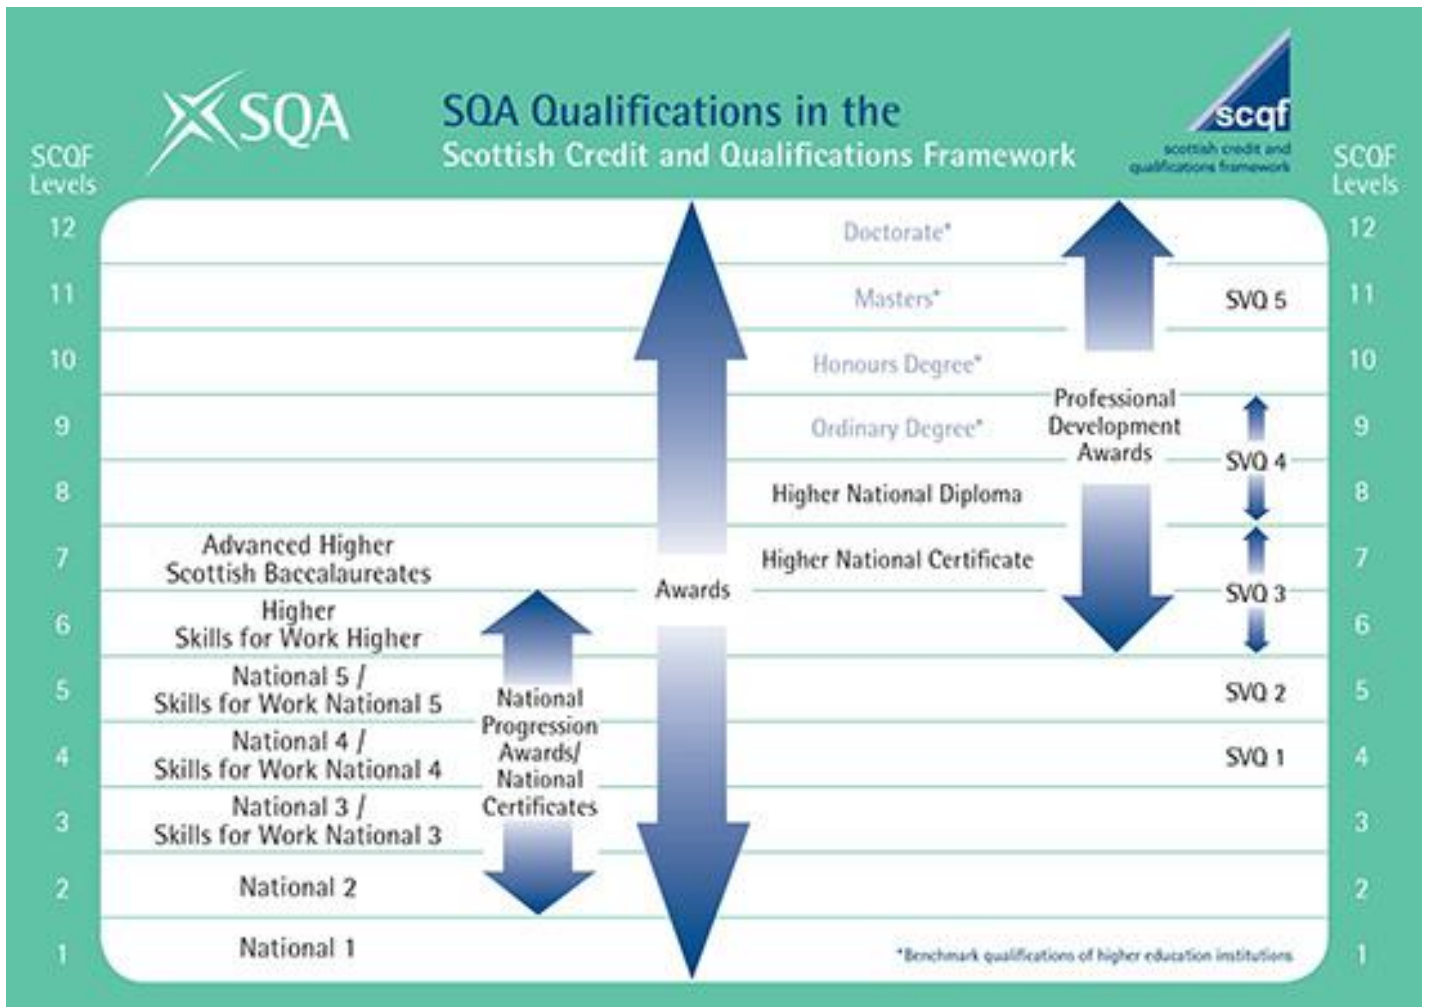 SQA
SQA Qualifications in the
Scottish Credit and Qualifications Framework
scqf
scottish credit and
qualifications framework
SCQF
Levels
SCQF
Levels
12
Doctorate*
12
11
Masters*
SVQ 5
11
10
Honours Degree*
10
9
Ordinary Degree*
Professional
Development
Awards
SVQ 4
9
8
Higher National Diploma
8
7
Advanced Higher
Scottish Baccalaureates
Higher National Certificate
7
Awards
SVQ 3
6
Higher
Skills for Work Higher
6
5
National 5 /
Skills for Work National 5
National
Progression
Awards/
National
Certificates
SVQ 2
5
4
National 4 /
Skills for Work National 4
SVQ 1
4
3
National 3 /
Skills for Work National 3
3
2
National 2
2
1
National 1
*Benchmark qualifications of higher education institutions
1